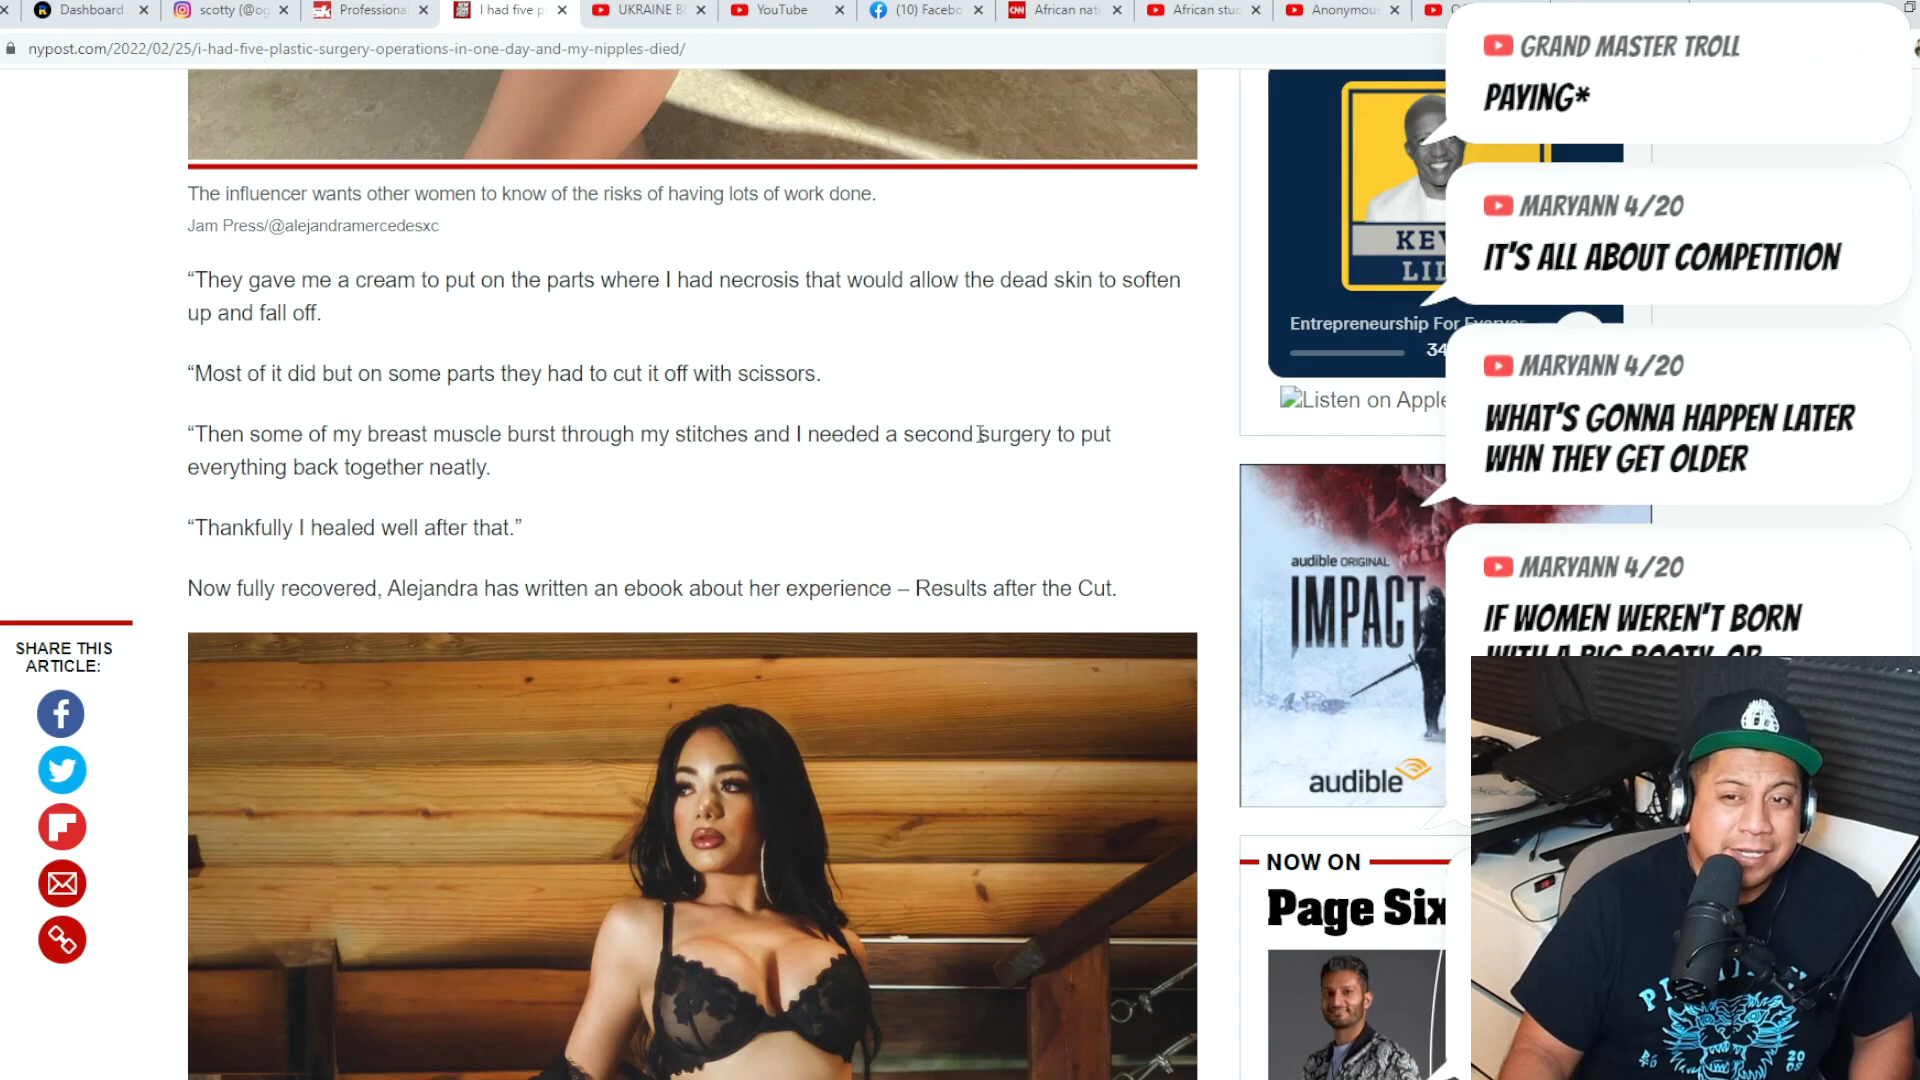 Dashboard
scotty (@og
Professiona
I had five p
UKRAINE B
YouTube
(10) Facebo
African nati
African stud
Anonymou
nypost.com/2022/02/25/i-had-five-plastic-surgery-operations-in-one-day-and-my-nipples-died/
The influencer wants other women to know of the risks of having lots of work done.
Jam Press/@alejandramercedesxc
“They gave me a cream to put on the parts where I had necrosis that would allow the dead skin to soften
up and fall off.
“Most of it did but on some parts they had to cut it off with scissors.
“Then some of my breast muscle burst through my stitches and I needed a second surgery to put
everything back together neatly.
“Thankfully I healed well after that.”
Now fully recovered, Alejandra has written an ebook about her experience – Results after the Cut.
SHARE THIS
ARTICLE:
KEV
LIL
Entrepreneurship For
34
Listen on Apple
audible ORIGINAL
IMPACT
audible
NOW ON
Page Six
GRAND MASTER TROLL
PAYING*
MARYANN 4/20
IT'S ALL ABOUT COMPETITION
MARYANN 4/20
WHAT'S GONNA HAPPEN LATER
WHN THEY GET OLDER
MARYANN 4/20
IF WOMEN WEREN'T BORN
WITH A BIG BOOTY, OR